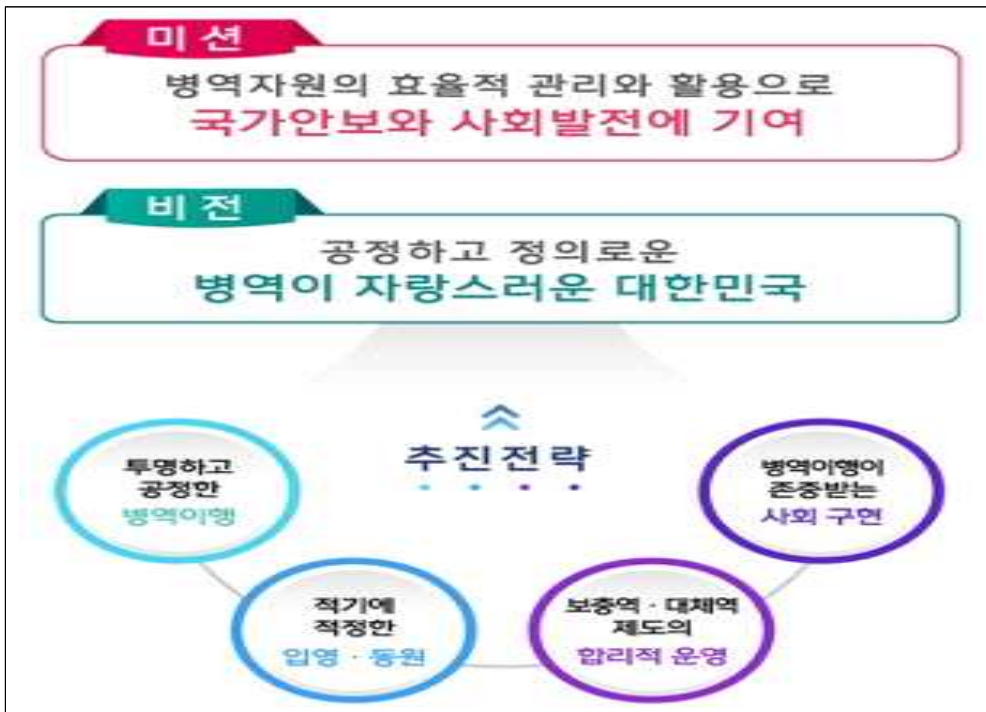 미션
병역자원의 효율적 관리와 활용으로
국가안보와 사회발전에 기여
비전
공정하고 정의로운
병역이 자랑스러운 대한민국
추진전략
투명하고
공정한
병역이행
적기에
적정한
입영·동원
보충역·대체역
제도의
합리적 운영
병역이행이
존중받는
사회 구현